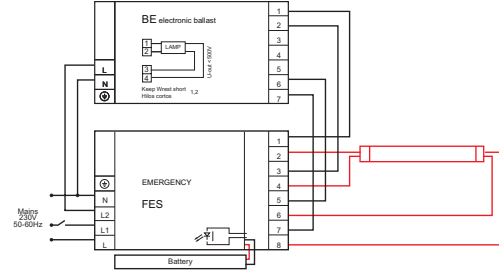 BE electronic ballast
1
2
LAMP
3
4
U-out <500V
Keep Wrest short
Hilos cortos 1,2
L
N
1
2
3
4
5
6
7
EMERGENCY
FES
N
L2
L1
L
1
2
3
4
5
6
7
8
Mains
230V
50-60Hz
Battery